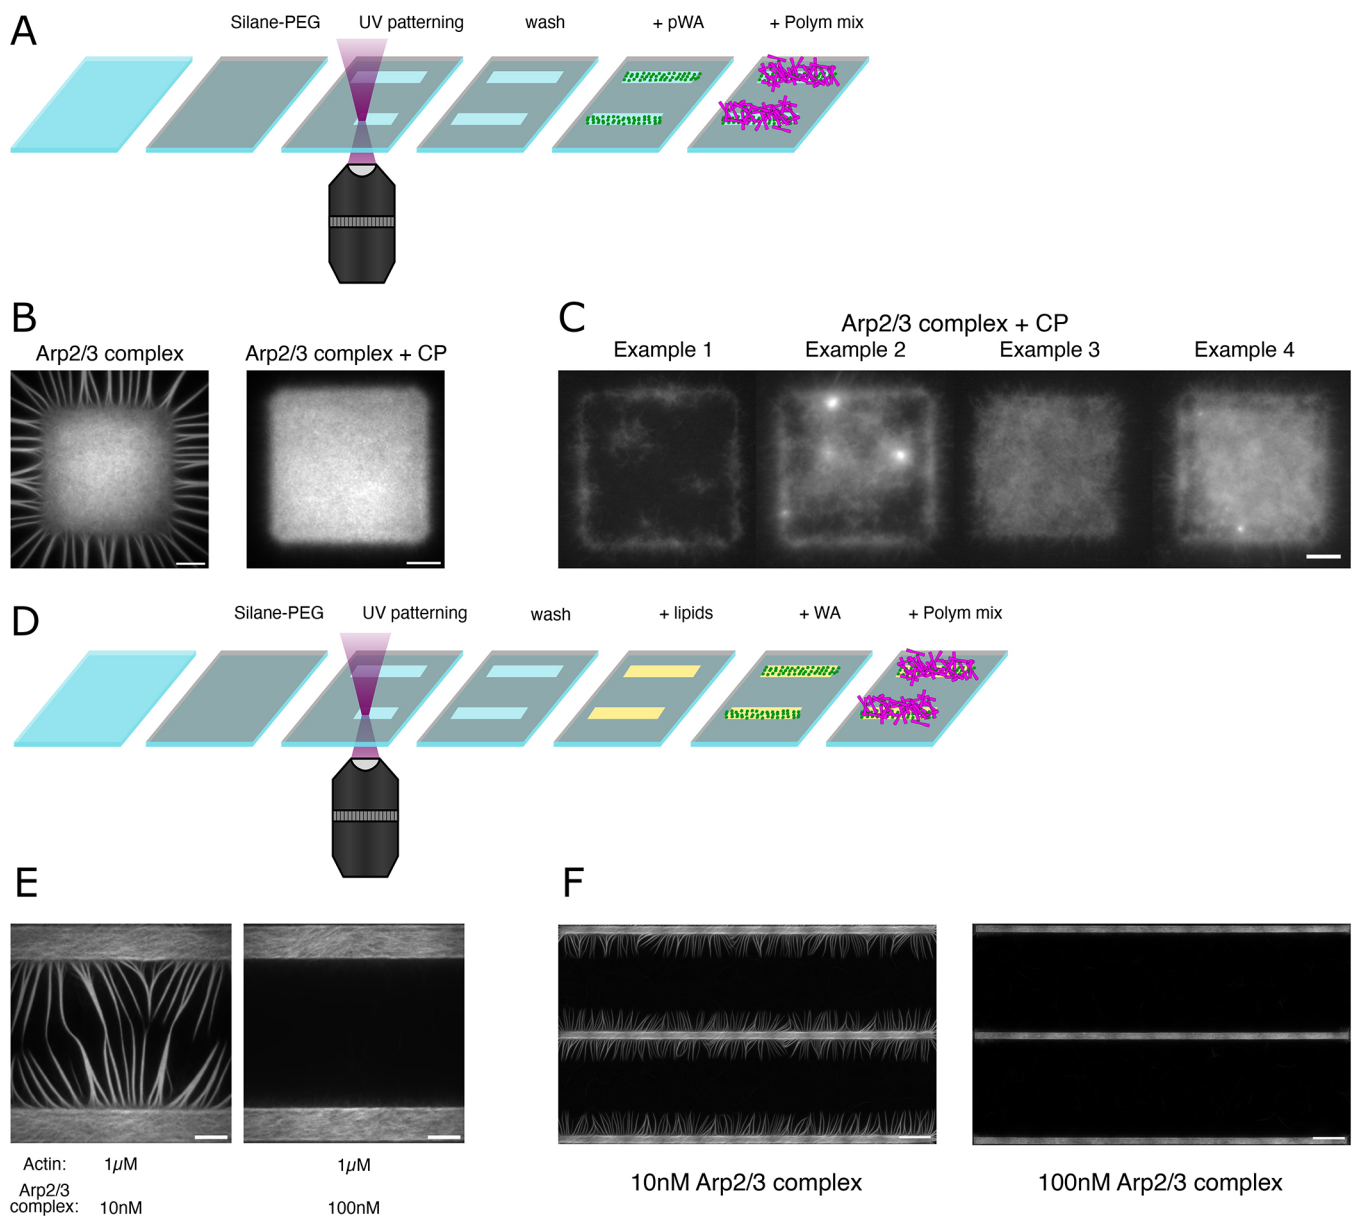 A
Silane-PEG UV patterning wash + pWA + Polym mix
B
Arp2/3 complex Arp2/3 complex + CP
C
Arp2/3 complex + CP
Example 1 Example 2 Example 3 Example 4
D
Silane-PEG UV patterning wash + lipids + WA + Polym mix
E
Actin: 1µM 1µM
Arp2/3
complex: 10nM 100nM
F
10nM Arp2/3 complex 100nM Arp2/3 complex